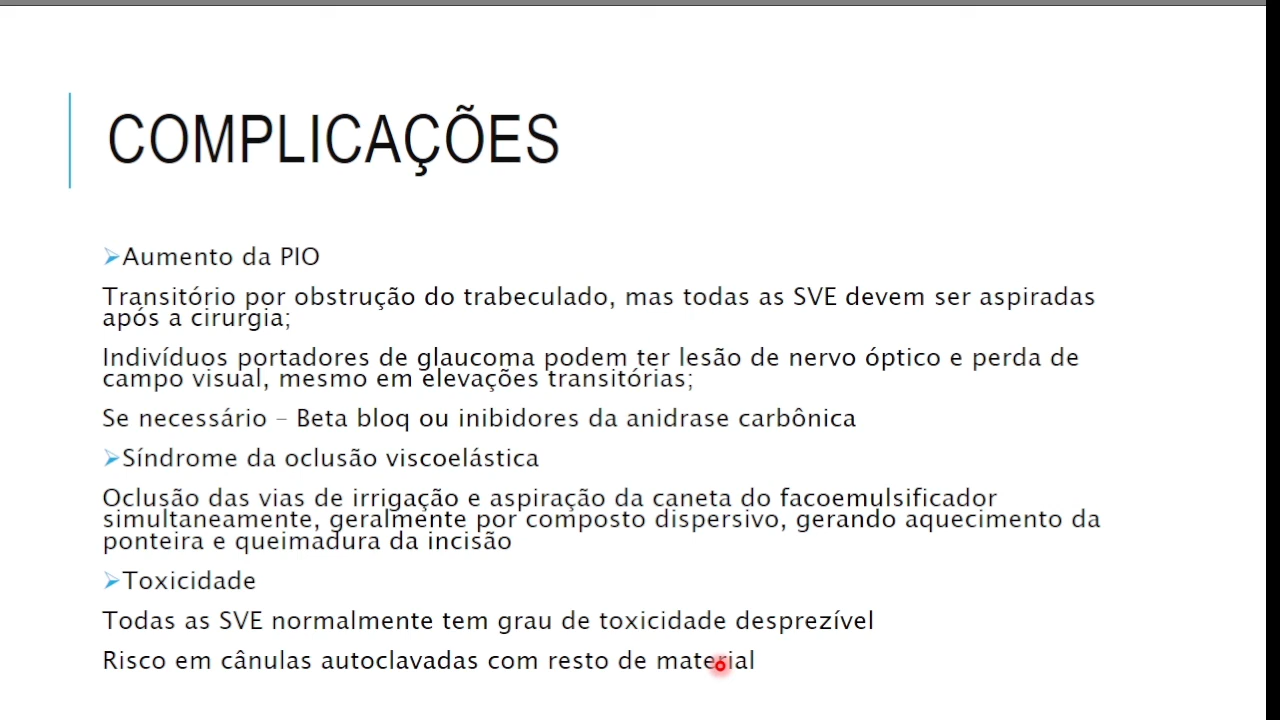 COMPLICAÇÕES
➢Aumento da PIO
Transitório por obstrução do trabeculado, mas todas as SVE devem ser aspiradas
após a cirurgia;
Indivíduos portadores de glaucoma podem ter lesão de nervo óptico e perda de
campo visual, mesmo em elevações transitórias;
Se necessário – Beta bloq ou inibidores da anidrase carbônica
➢Síndrome da oclusão viscoelástica
Oclusão das vias de irrigação e aspiração da caneta do facoemulsificador
simultaneamente, geralmente por composto dispersivo, gerando aquecimento da
ponteira e queimadura da incisão
➢Toxicidade
Todas as SVE normalmente tem grau de toxicidade desprezível
Risco em cânulas autoclavadas com resto de material